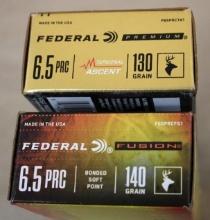 MADE IN THE USA
FEDERAL PREMIUM
6.5 PRC TERMINAL ASCENT 130 GRAIN
MADE IN THE USA
FEDERAL FUSION
6.5 PRC BONDED SOFT POINT 140 GRAIN